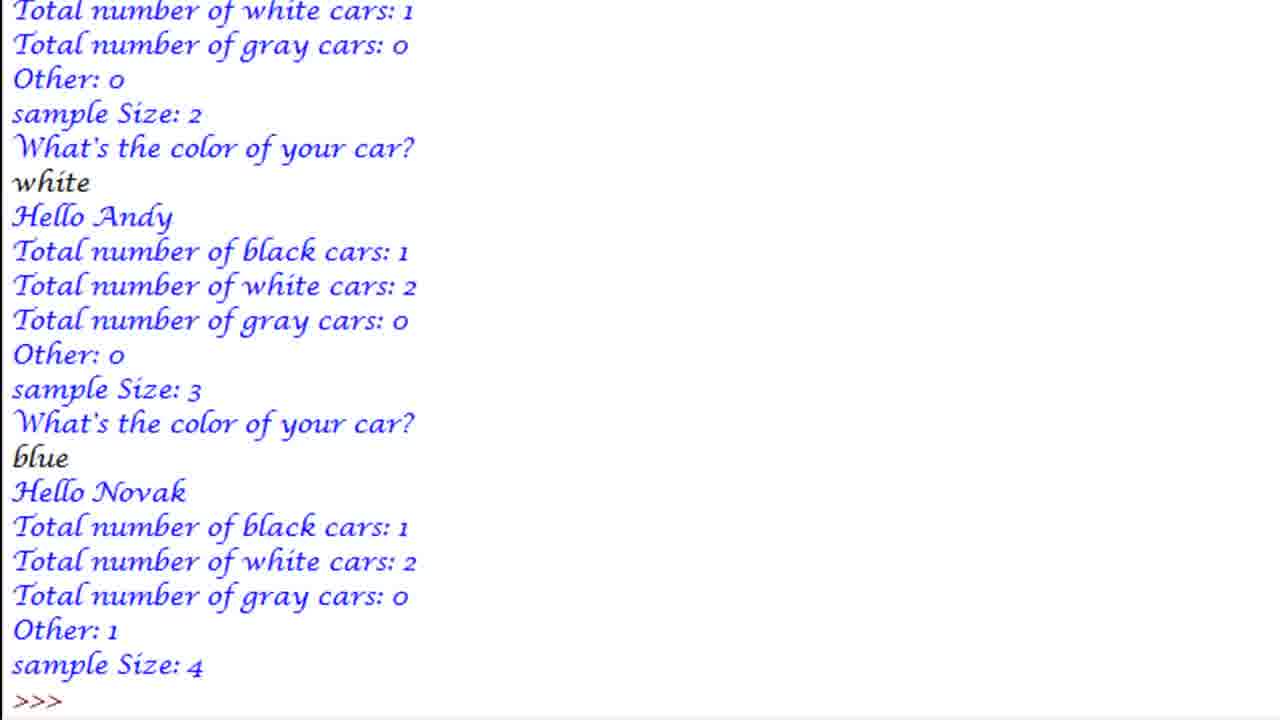 Total number of white cars: 1
Total number of gray cars: 0
Other: 0
sample Size: 2
What's the color of your car?
white
Hello Andy
Total number of black cars: 1
Total number of white cars: 2
Total number of gray cars: 0
Other: 0
sample Size: 3
What's the color of your car?
blue
Hello Novak
Total number of black cars: 1
Total number of white cars: 2
Total number of gray cars: 0
Other: 1
sample Size: 4
>>>